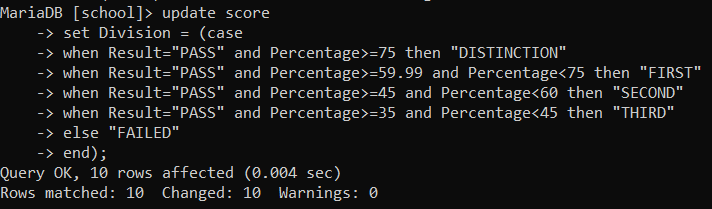 MariaDB [school]> update score
    -> set Division = (case
    -> when Result="PASS" and Percentage>=75 then "DISTINCTION"
    -> when Result="PASS" and Percentage>=59.99 and Percentage<75 then "FIRST"
    -> when Result="PASS" and Percentage>=45 and Percentage<60 then "SECOND"
    -> when Result="PASS" and Percentage>=35 and Percentage<45 then "THIRD"
    -> else "FAILED"
    -> end);
Query OK, 10 rows affected (0.004 sec)
Rows matched: 10  Changed: 10  Warnings: 0